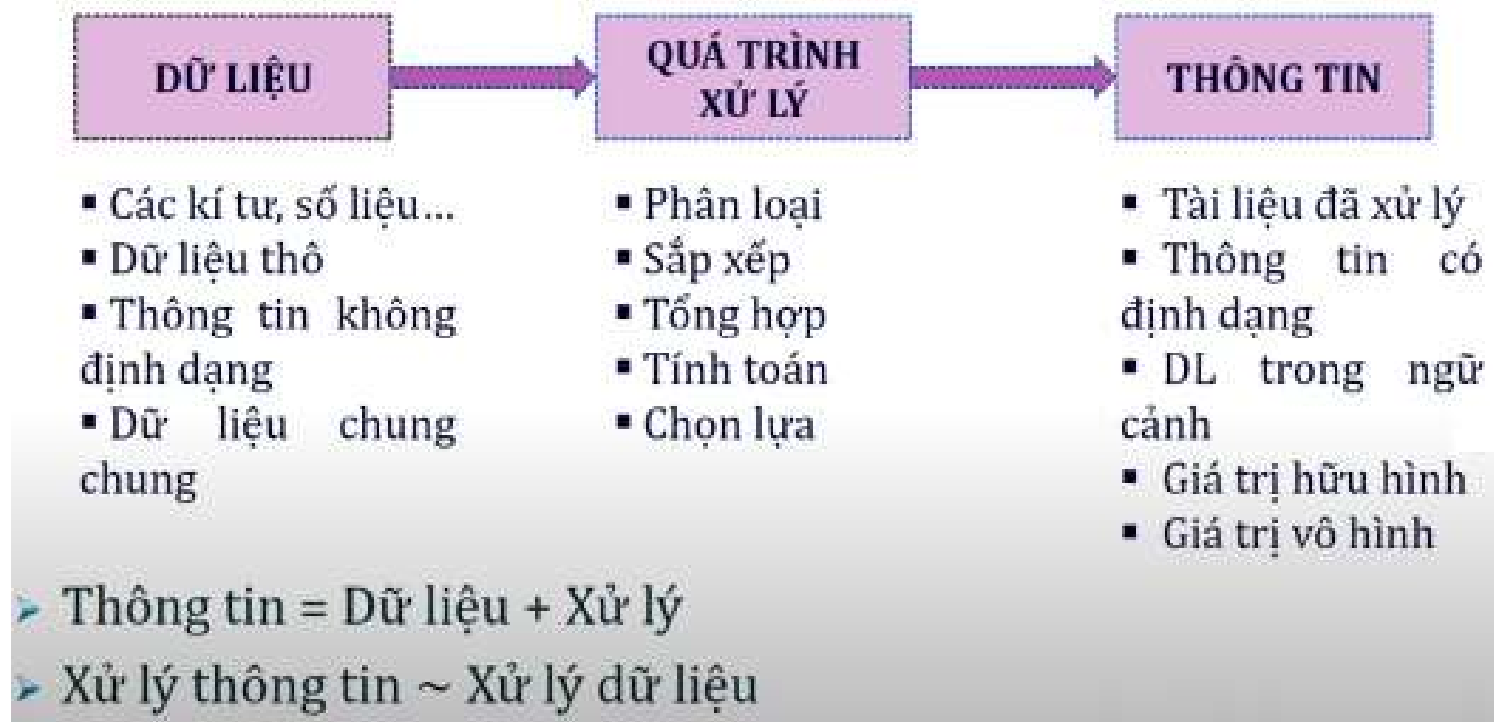 DỮ LIỆU
QUÁ TRÌNH
XỬ LÝ
THÔNG TIN
▪ Các kí tư, số liệu...
▪ Dữ liệu thô
▪ Thông tin không
định dạng
▪ Dữ liệu chung
chung
▪ Phân loại
▪ Sắp xếp
▪ Tổng hợp
▪ Tính toán
▪ Chọn lựa
▪ Tài liệu đã xử lý
▪ Thông tin có
định dạng
▪ DL trong ngữ
cảnh
▪ Giá trị hữu hình
▪ Giá trị vô hình
➢ Thông tin = Dữ liệu + Xử lý
➢ Xử lý thông tin ~ Xử lý dữ liệu